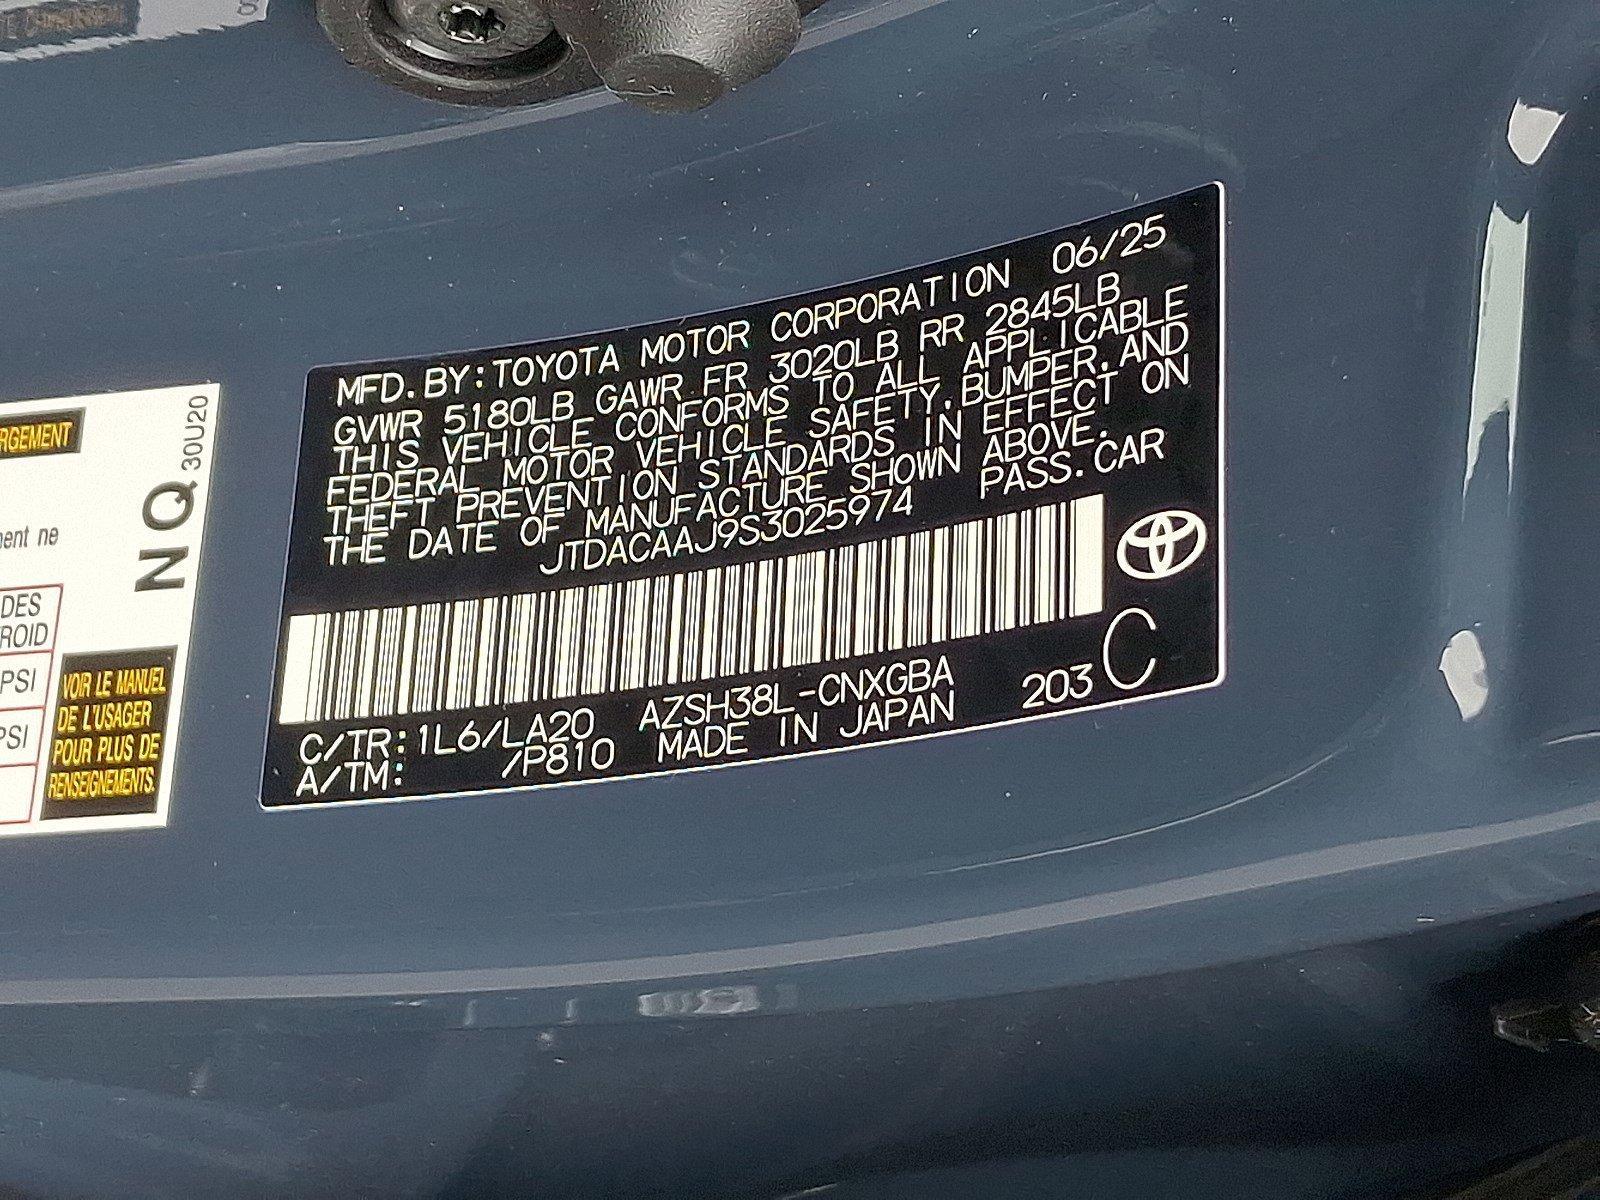 RGEMENT
NQ 30U20
ment ne
DES
ROID
PSI
PSI
VOIR LE MANUEL
DE L'USAGER
POUR PLUS DE
RENSEIGNEMENTS.
MFD. BY: TOYOTA MOTOR CORPORATION 06/25
GVWR 5180LB GAWR FR 3020LB RR 2845LB
THIS VEHICLE CONFORMS TO ALL APPLICABLE
FEDERAL MOTOR VEHICLE SAFETY, BUMPER, AND
THEFT PREVENTION STANDARDS IN EFFECT ON
THE DATE OF MANUFACTURE SHOWN ABOVE.
JTDACAAJ9S3025974 PASS. CAR
C/TR: 1L6/LA20 AZSH38L-CNXGBA 203 C
A/TM: /P810 MADE IN JAPAN